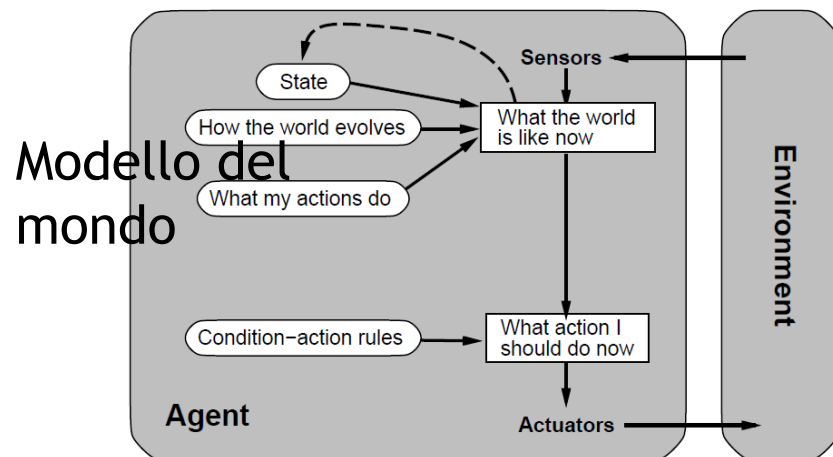 Sensors
State
What the world
is like now
How the world evolves
Modello del
mondo
What my actions do
Environment
Condition−action rules
What action I
should do now
Agent
Actuators